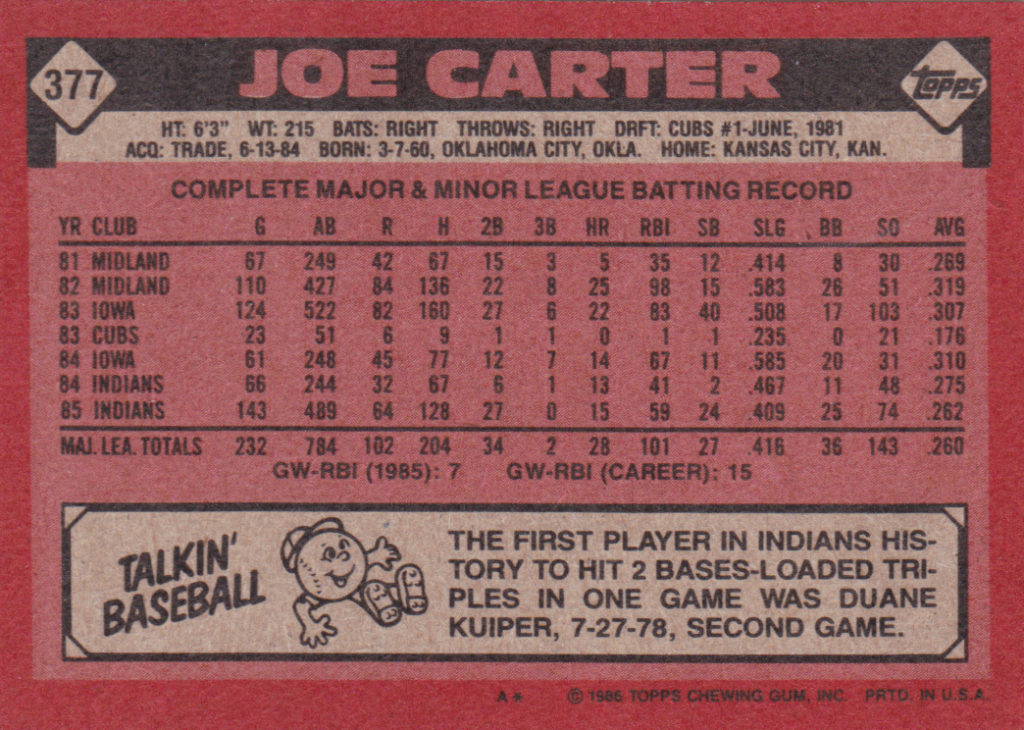 377 JOE CARTER Topps
HT: 6'3" WT: 215 BATS: RIGHT THROWS: RIGHT DRFT: CUBS #1-JUNE, 1981
ACQ: TRADE, 6-13-84 BORN: 3-7-60, OKLAHOMA CITY, OKLA. HOME: KANSAS CITY, KAN.
COMPLETE MAJOR & MINOR LEAGUE BATTING RECORD
YR CLUB G AB R H 2B 3B HR RBI SB SLG BB SO AVG
81 MIDLAND 67 249 42 67 15 3 5 35 12 .414 8 30 .269
82 MIDLAND 110 427 84 136 22 8 25 98 15 .583 26 51 .319
83 IOWA 124 522 82 160 27 6 22 83 40 .508 17 103 .307
83 CUBS 23 51 6 9 1 1 0 1 1 .235 0 21 .176
84 IOWA 61 248 45 77 12 7 14 67 11 .585 20 31 .310
84 INDIANS 66 244 32 67 6 1 13 41 2 .467 11 48 .275
85 INDIANS 143 489 64 128 27 0 15 59 24 .409 25 74 .262
MAJ. LEA. TOTALS 232 784 102 204 34 2 28 101 27 .416 36 143 .260
GW-RBI (1985): 7 GW-RBI (CAREER): 15
TALKIN'
BASEBALL
THE FIRST PLAYER IN INDIANS HIS-
TORY TO HIT 2 BASES-LOADED TRI-
PLES IN ONE GAME WAS DUANE
KUIPER, 7-27-78, SECOND GAME.
A* © 1986 TOPPS CHEWING GUM, INC. PRTD. IN U.S.A.